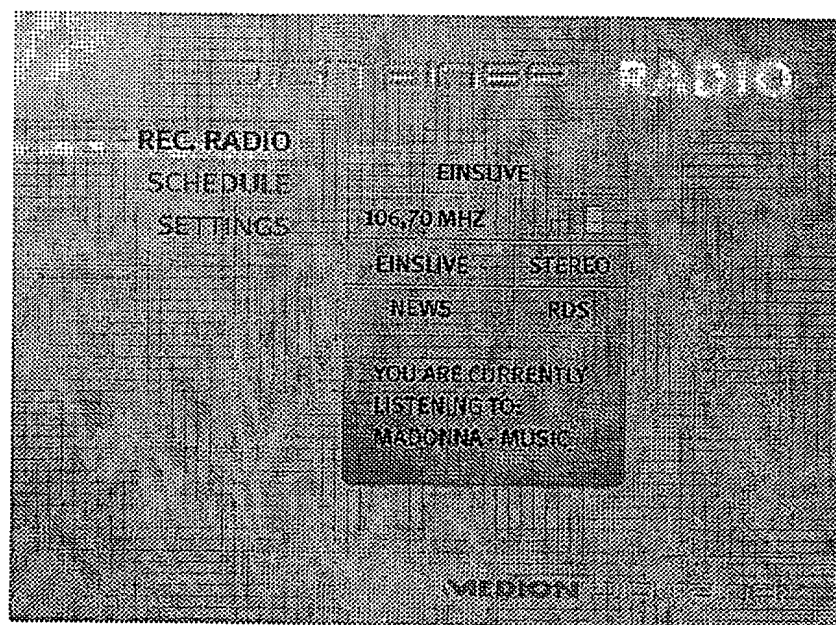 RADIO
REC. RADIO
SCHEDULE
SETTINGS
EINSLIVE
106,70 MHZ
EINSLIVE STEREO
NEWS RDS
YOU ARE CURRENTLY
LISTENING TO:
MADONNA - MUSIC
MEDION